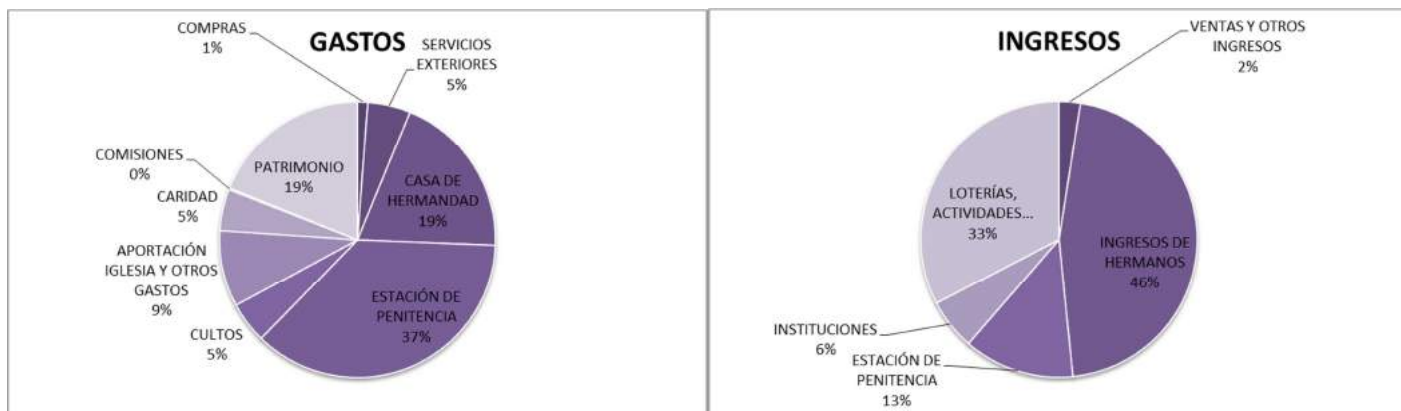 GASTOS
COMPRAS
1%
SERVICIOS
EXTERIORES
5%
CASA DE
HERMANDAD
19%
ESTACIÓN DE
PENITENCIA
37%
CULTOS
5%
APORTACIÓN
IGLESIA Y OTROS
GASTOS
9%
CARIDAD
5%
COMISIONES
0%
PATRIMONIO
19%
INGRESOS
VENTAS Y OTROS
INGRESOS
2%
INGRESOS DE
HERMANOS
46%
ESTACIÓN DE
PENITENCIA
13%
INSTITUCIONES
6%
LOTERÍAS,
ACTIVIDADES...
33%